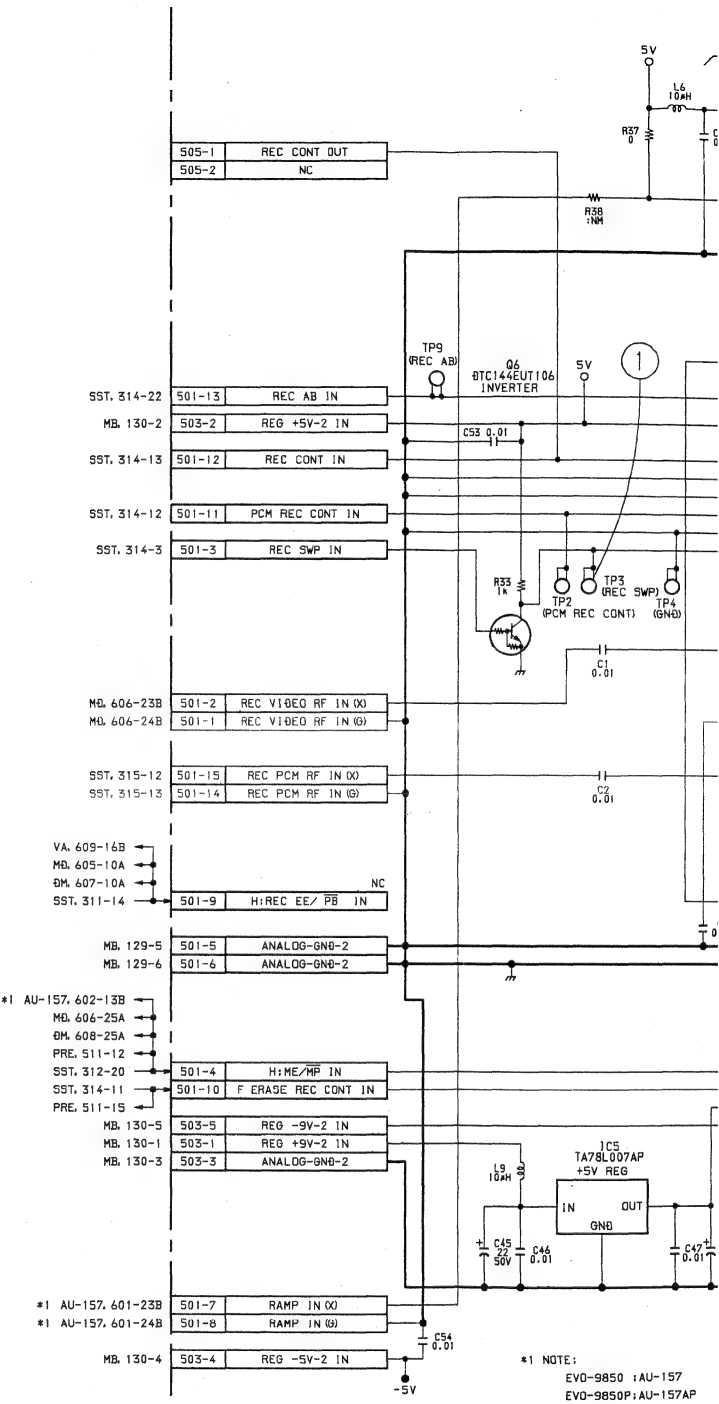 5V
L6
10μH
R37
0
505-1 REC CONT OUT
505-2 NC
R38
:NM
TP9
(REC AB)
Q6
DTC144EUT106
INVERTER
5V
1
SST. 314-22 501-13 REC AB IN
MB. 130-2 503-2 REG +5V-2 IN
C53 0.01
SST. 314-13 501-12 REC CONT IN
SST. 314-12 501-11 PCM REC CONT IN
SST. 314-3 501-3 REC SWP IN
R33
1k
TP2
(PCM REC CONT)
TP3
(REC SWP)
TP4
(GND)
C1
0.01
MD. 606-23B 501-2 REC VIDEO RF IN (X)
MD. 606-24B 501-1 REC VIDEO RF IN (G)
SST. 315-12 501-15 REC PCM RF IN (X)
SST. 315-13 501-14 REC PCM RF IN (G)
C2
0.01
VA. 609-16B
MD. 605-10A
DM. 607-10A
NC
SST. 311-14 501-9 H:REC EE/ PB IN
0
MB. 129-5 501-5 ANALOG-GND-2
MB. 129-6 501-6 ANALOG-GND-2
*1 AU-157. 602-13B
MD. 606-25A
DM. 608-25A
PRE. 511-12
SST. 312-20 501-4 H:ME/MP IN
SST. 314-11 501-10 F ERASE REC CONT IN
PRE. 511-15
MB. 130-5 503-5 REG -9V-2 IN
MB. 130-1 503-1 REG +9V-2 IN
MB. 130-3 503-3 ANALOG-GND-2
L9
10μH
IC5
TA78L007AP
+5V REG
IN
OUT
GND
+
C45
22
50V
C46
0.01
C47
0.01
+
*1 AU-157. 601-23B 501-7 RAMP IN (X)
*1 AU-157. 601-24B 501-8 RAMP IN (G)
C54
0.01
MB. 130-4 503-4 REG -5V-2 IN
-5V
*1 NOTE:
EVO-9850 :AU-157
EVO-9850P:AU-157AP